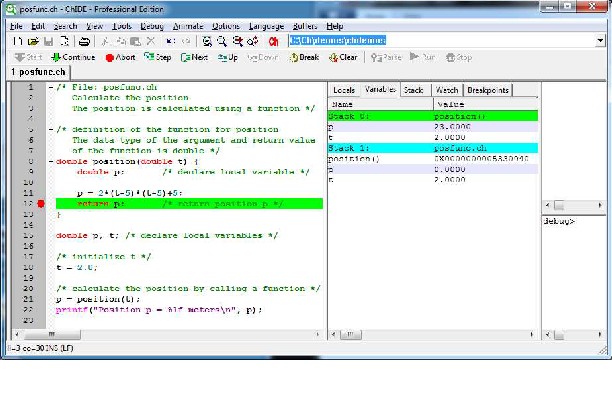 posfunc.ch - ChIDE - Professional Edition
File Edit Search View Tools Debug Animate Options Language Buffers Help
Ch C:\Ch\demos\chdemos
Start Continue Abort Step Next Up Down Break Clear Parse Run Stop
1 posfunc.ch
Locals Variables Stack Watch Breakpoints
Name Value
Stack 0: position()
p 23.0000
t 2.0000
Stack 1: posfunc.ch
position() 0X0000000005330940
p 0.0000
t 2.0000
debug>
1 - /* File: posfunc.ch
2 Calculate the position
3 The position is calculated using a function */
4
5 - /* definition of the function for position
6 The data type of the argument and return value
7 of the function is double */
8 - double position(double t) {
9 double p; /* declare local variable */
10
11 p = 2*(t-5)*(t-5)+5;
12 return p; /* return position p */
13 }
14
15 double p, t; /* declare local variables */
16
17 /* initialize t */
18 t = 2.0;
19
20 /* calculate the position by calling a function */
21 p = position(t);
22 printf("Position p = %lf meters\n", p);
23
li=3 co=30 INS (LF)